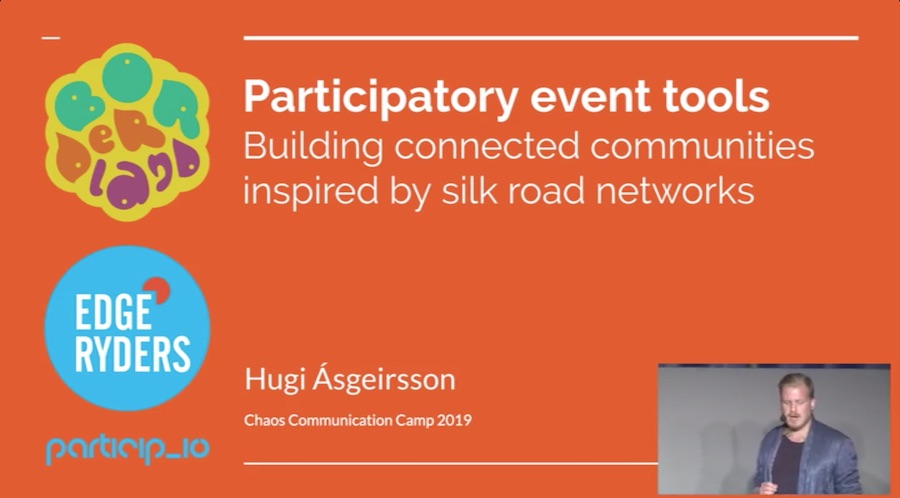 BOR
DERL
LAND
Participatory event tools
Building connected communities
inspired by silk road networks
EDGE
RYDERS
Hugi Ásgeirsson
Chaos Communication Camp 2019
particip_io